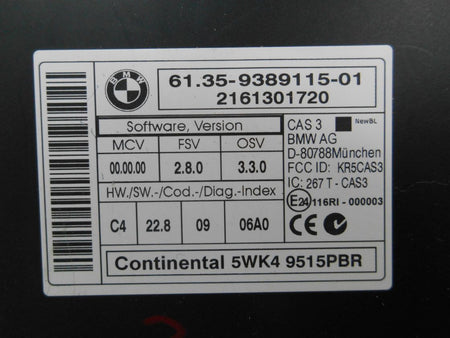 BMW
61.35-9389115-01
2161301720
Software, Version
MCV FSV OSV
00.00.00 2.8.0 3.3.0
HW./SW.-/Cod.-/Diag.-Index
C4 22.8 09 06A0
CAS 3 NewBL
BMW AG
D-80788München
FCC ID: KR5CAS3
IC: 267 T - CAS3
E24 116RI - 000003
CE
Continental 5WK4 9515PBR